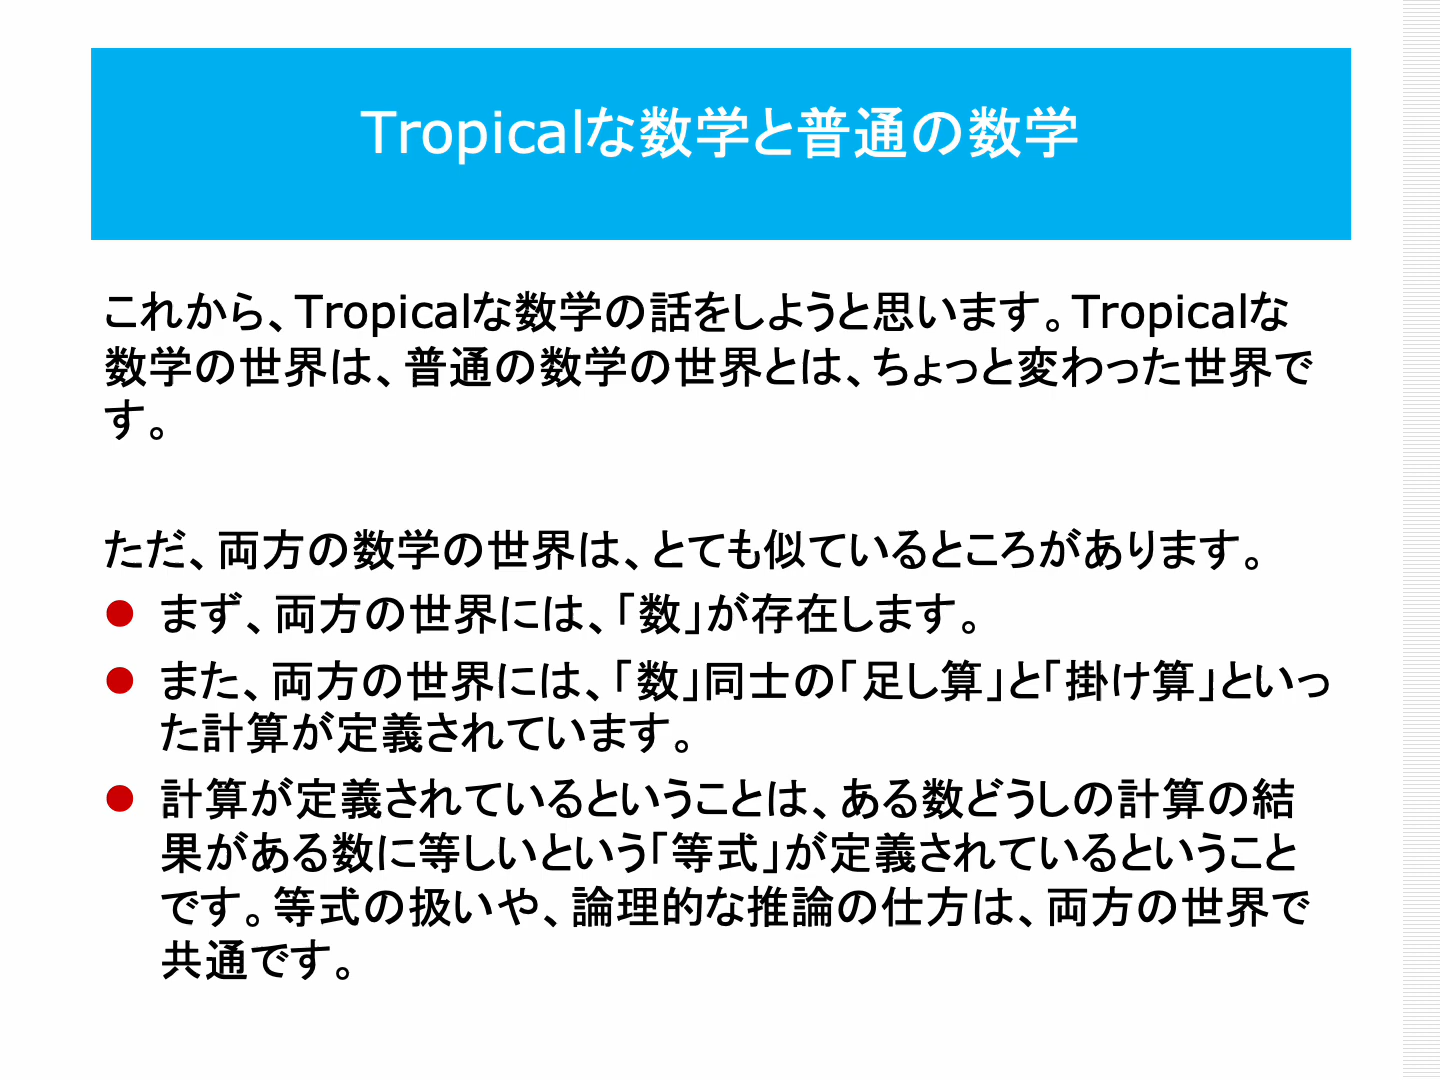 Tropicalな数学と普通の数学
これから、Tropicalな数学の話をしようと思います。Tropicalな
数学の世界は、普通の数学の世界とは、ちょっと変わった世界で
す。
ただ、両方の数学の世界は、とても似ているところがあります。
● まず、両方の世界には、「数」が存在します。
● また、両方の世界には、「数」同士の「足し算」と「掛け算」といっ
た計算が定義されています。
● 計算が定義されているということは、ある数どうしの計算の結
果がある数に等しいという「等式」が定義されているということ
です。等式の扱いや、論理的な推論の仕方は、両方の世界で
共通です。